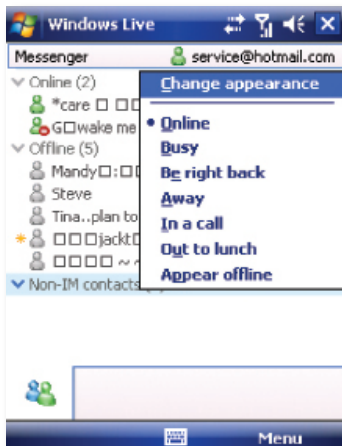 Windows Live
Messenger service@hotmail.com
Online (2)
*care
G□wake me
Offline (5)
Mandy□:□
Steve
Tina..plan to
□□□jackt□
□□□□~~
Non-IM contacts
Change appearance
Online
Busy
Be right back
Away
In a call
Out to lunch
Appear offline
Menu